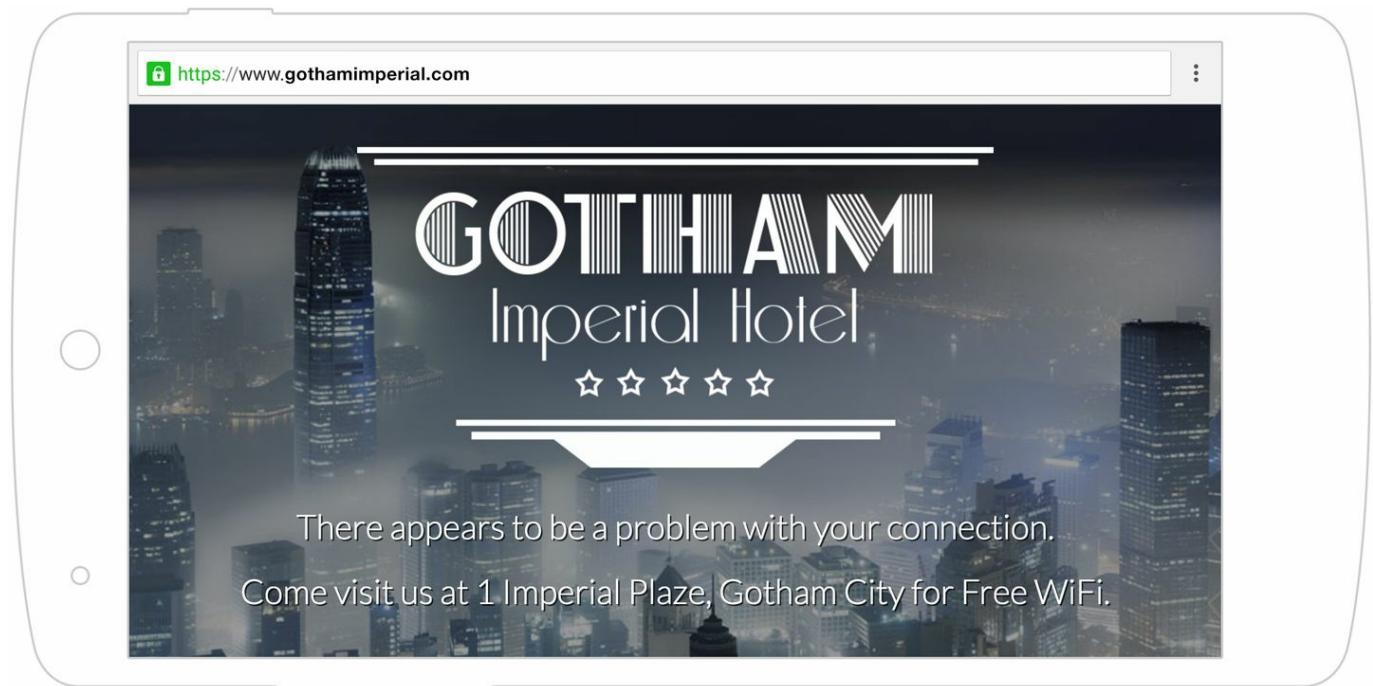 https://www.gothamimperial.com
GOTHAM
Imperial Hotel
There appears to be a problem with your connection.
Come visit us at 1 Imperial Plaze, Gotham City for Free WiFi.